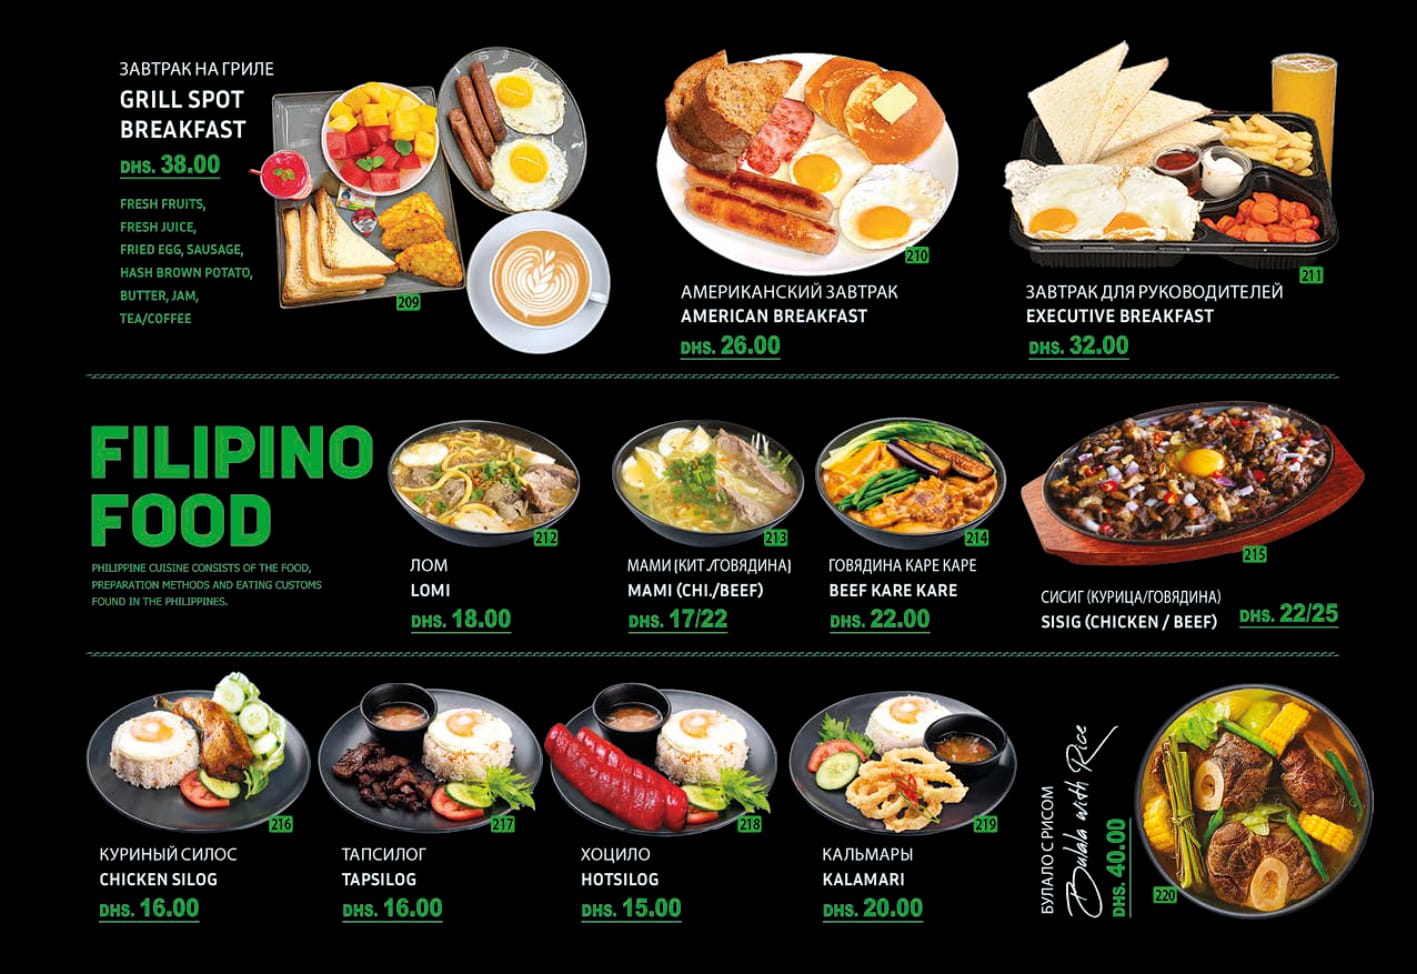 ЗАВТРАК НА ГРИЛЕ
GRILL SPOT
BREAKFAST
DHS. 38.00
FRESH FRUITS,
FRESH JUICE,
FRIED EGG, SAUSAGE,
HASH BROWN POTATO,
BUTTER, JAM,
TEA/COFFEE
209
210
АМЕРИКАНСКИЙ ЗАВТРАК
AMERICAN BREAKFAST
DHS. 26.00
211
ЗАВТРАК ДЛЯ РУКОВОДИТЕЛЕЙ
EXECUTIVE BREAKFAST
DHS. 32.00
FILIPINO
FOOD
PHILIPPINE CUISINE CONSISTS OF THE FOOD,
PREPARATION METHODS AND EATING CUSTOMS
FOUND IN THE PHILIPPINES.
212
ЛОМ
LOMI
DHS. 18.00
213
МАМИ (КИТ./ГОВЯДИНА)
MAMI (CHI./BEEF)
DHS. 17/22
214
ГОВЯДИНА КАРЕ КАРЕ
BEEF KARE KARE
DHS. 22.00
215
СИСИГ (КУРИЦА/ГОВЯДИНА)
SISIG (CHICKEN / BEEF)
DHS. 22/25
216
КУРИНЫЙ СИЛОС
CHICKEN SILOG
DHS. 16.00
217
ТАПСИЛОГ
TAPSILOG
DHS. 16.00
218
ХОЦИЛО
HOTSILOG
DHS. 15.00
219
КАЛЬМАРЫ
KALAMARI
DHS. 20.00
БУЛАЛО С РИСОМ
Bulala with Rice
DHS. 40.00
220